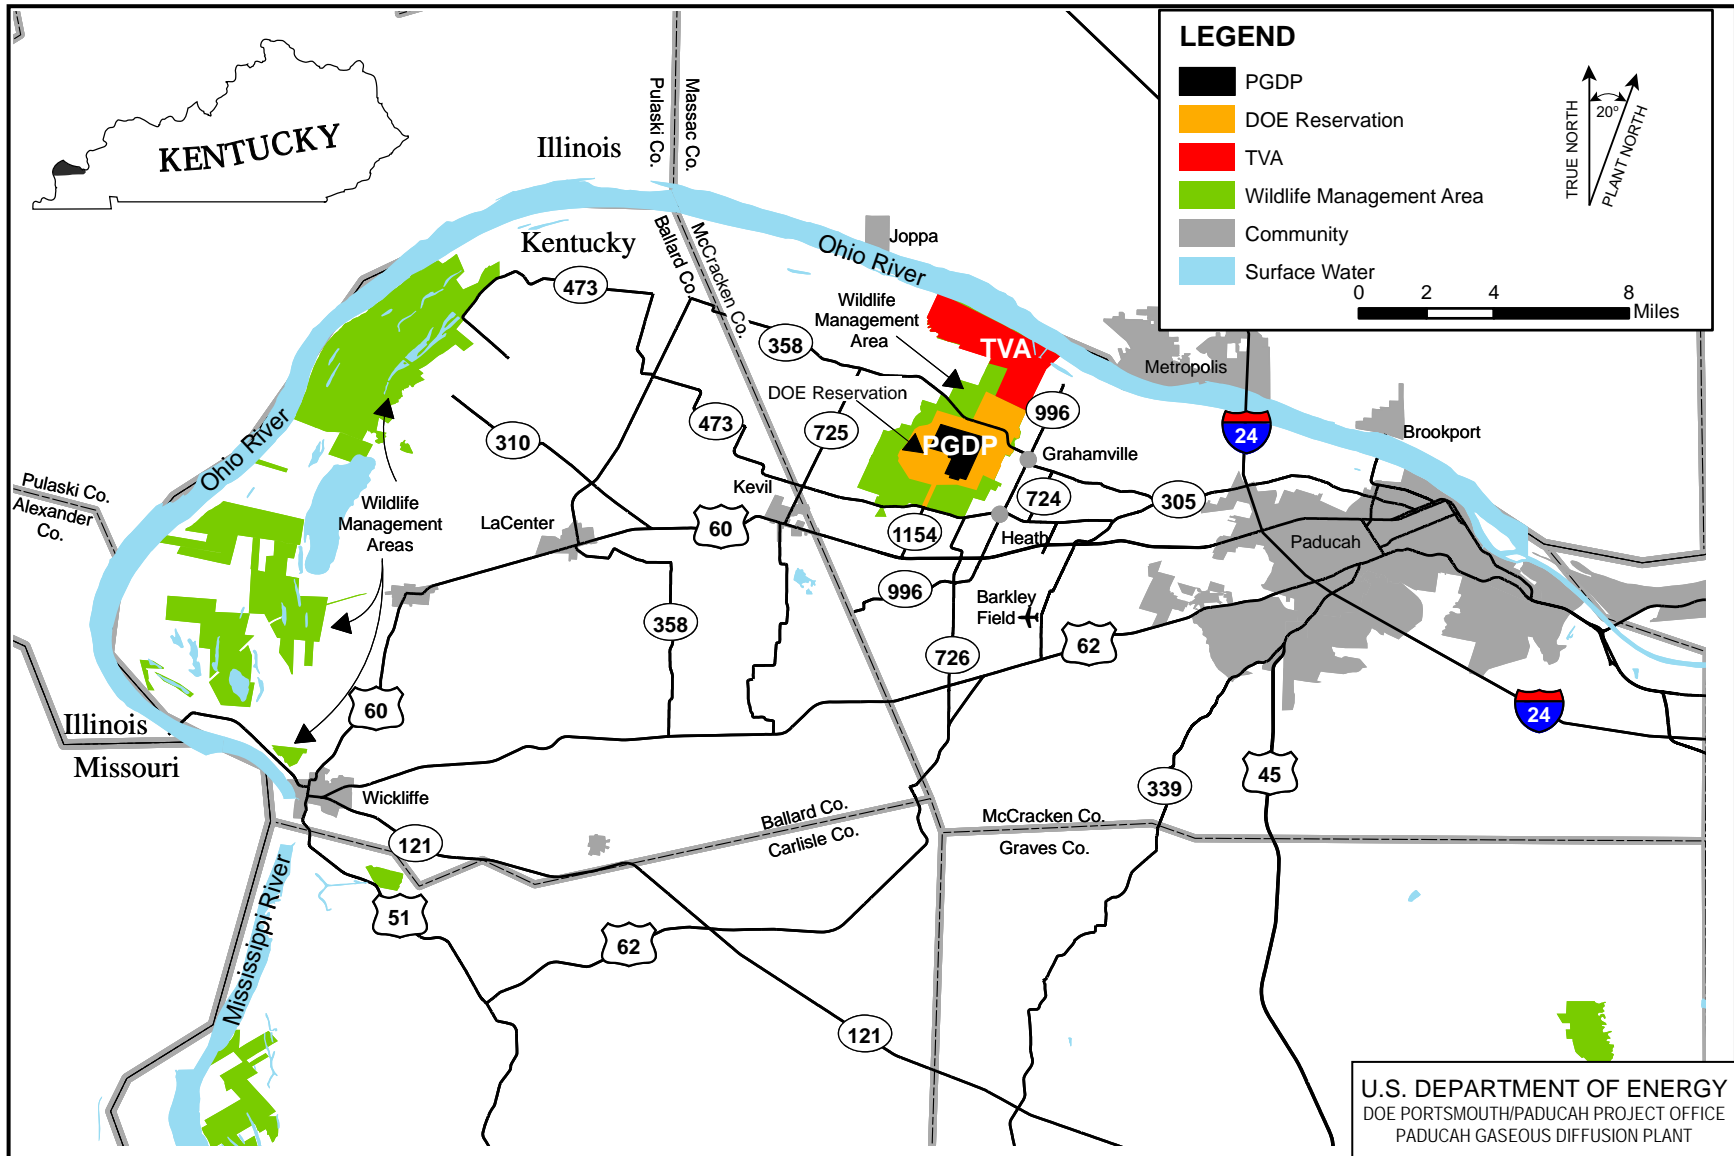 LEGEND
PGDP
DOE Reservation
TVA
Wildlife Management Area
Community
Surface Water
0 2 4 8
Miles
TRUE NORTH
20°
PLANT NORTH
KENTUCKY
Illinois
Pulaski Co.
Massac Co.
Kentucky
Ballard Co.
McCracken Co.
Ohio River
Joppa
473
358
Wildlife
Management
Area
TVA
DOE Reservation
PGDP
Metropolis
996
24
Brookport
473
725
310
Grahamville
Ohio River
Kevil
724
305
Pulaski Co.
Alexander
Co.
Wildlife
Management
Areas
LaCenter
60
1154
Heath
Paducah
996
Barkley
Field
358
726
62
60
24
Illinois
Missouri
Wickliffe
339
45
121
Ballard Co.
Carlisle Co.
McCracken Co.
Graves Co.
Mississippi River
51
62
121
U.S. DEPARTMENT OF ENERGY
DOE PORTSMOUTH/PADUCAH PROJECT OFFICE
PADUCAH GASEOUS DIFFUSION PLANT